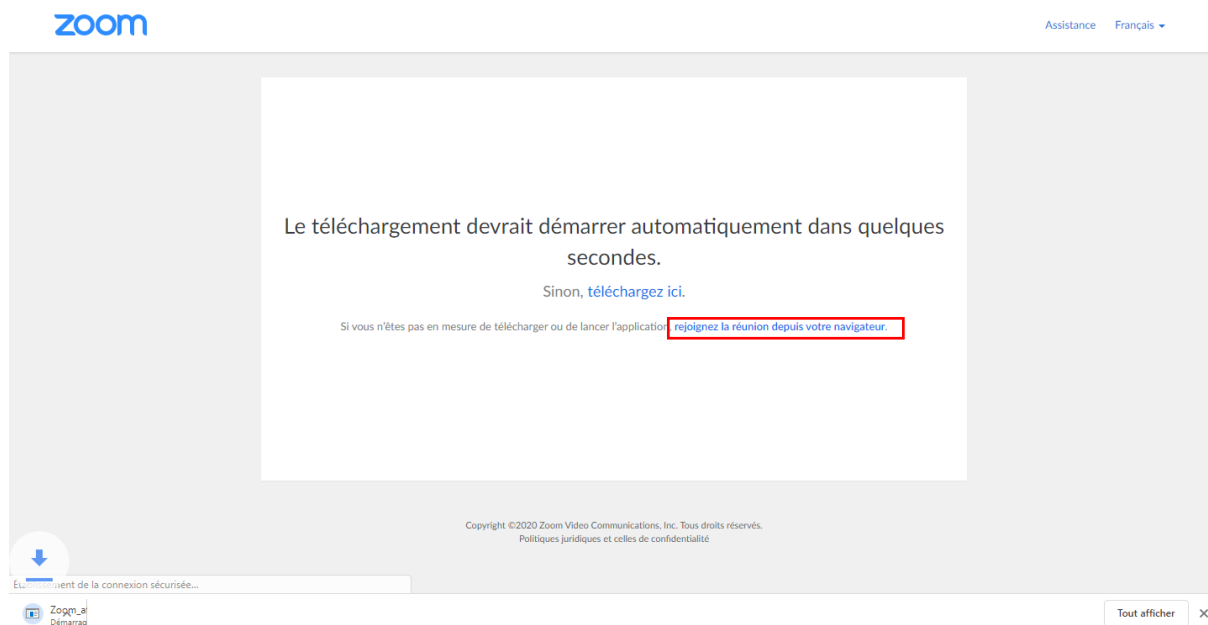 zoom
Assistance Français
Le téléchargement devrait démarrer automatiquement dans quelques
secondes.
Sinon, téléchargez ici.
Si vous n'êtes pas en mesure de télécharger ou de lancer l'application, rejoignez la réunion depuis votre navigateur.
Copyright ©2020 Zoom Video Communications, Inc. Tous droits réservés.
Politiques juridiques et celles de confidentialité
de la connexion sécurisée...
Tout afficher